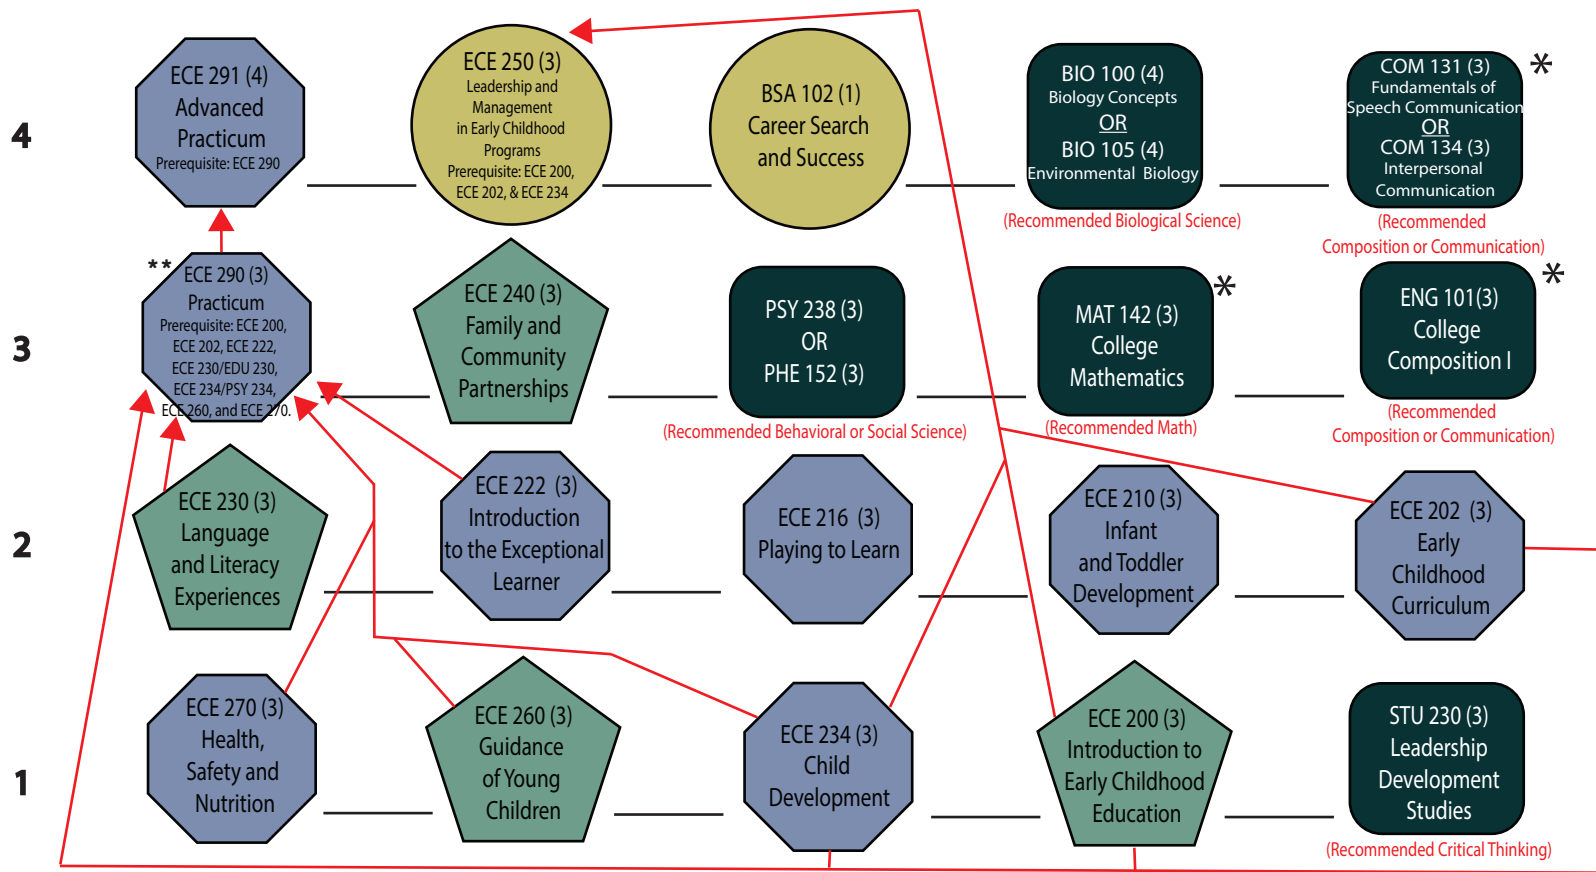 4
ECE 291 (4)
Advanced
Practicum
Prerequisite: ECE 290
ECE 250 (3)
Leadership and
Management
in Early Childhood
Programs
Prerequisite: ECE 200,
ECE 202, & ECE 234
BSA 102 (1)
Career Search
and Success
BIO 100 (4)
Biology Concepts
OR
BIO 105 (4)
Environmental Biology
(Recommended Biological Science)
COM 131 (3)
Fundamentals of
Speech Communication
OR
COM 134 (3)
Interpersonal
Communication
*
(Recommended
Composition or Communication)
3
**
ECE 290 (3)
Practicum
Prerequisite: ECE 200,
ECE 202, ECE 222,
ECE 230/EDU 230,
ECE 234/PSY 234,
ECE 260, and ECE 270.
ECE 240 (3)
Family and
Community
Partnerships
PSY 238 (3)
OR
PHE 152 (3)
(Recommended Behavioral or Social Science)
MAT 142 (3)
College
Mathematics
*
(Recommended Math)
ENG 101(3)
College
Composition I
*
(Recommended
Composition or Communication)
2
ECE 230 (3)
Language
and Literacy
Experiences
ECE 222 (3)
Introduction
to the Exceptional
Learner
ECE 216 (3)
Playing to Learn
ECE 210 (3)
Infant
and Toddler
Development
ECE 202 (3)
Early
Childhood
Curriculum
1
ECE 270 (3)
Health,
Safety and
Nutrition
ECE 260 (3)
Guidance
of Young
Children
ECE 234 (3)
Child
Development
ECE 200 (3)
Introduction to
Early Childhood
Education
STU 230 (3)
Leadership
Development
Studies
(Recommended Critical Thinking)